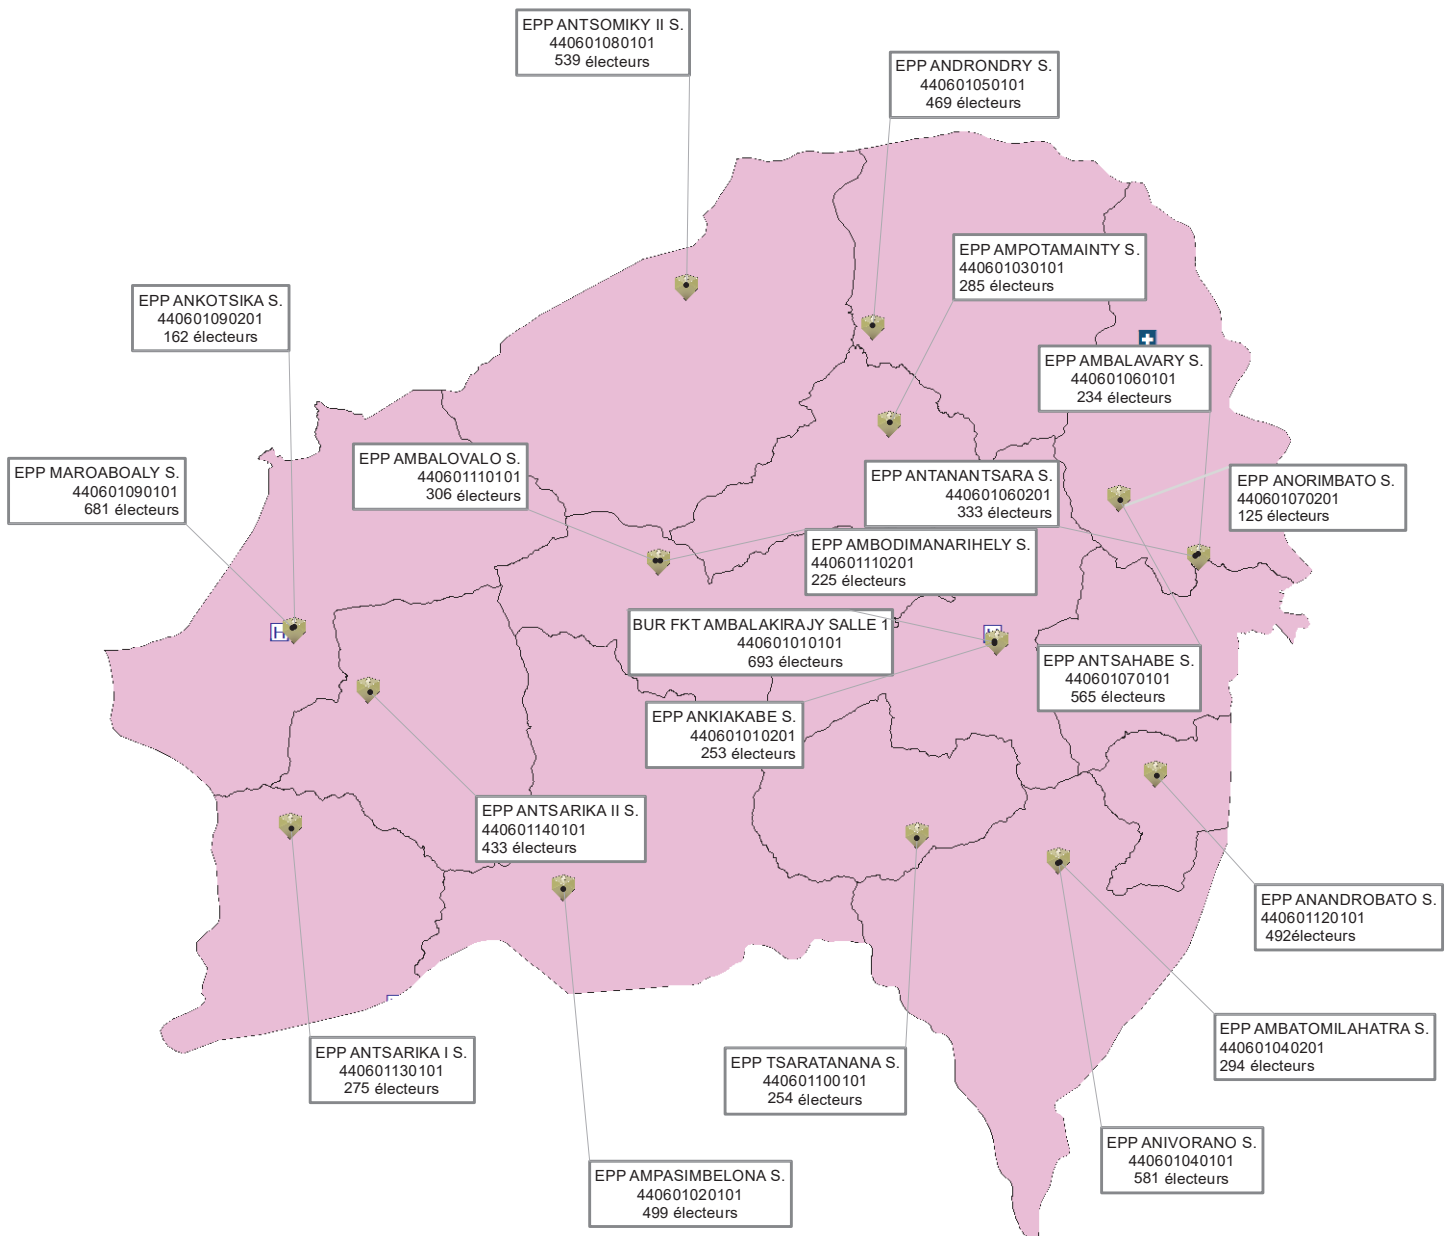 EPP ANTSOMIKY II S.
440601080101
539 électeurs
EPP ANDRONDRY S.
440601050101
469 électeurs
EPP AMPOTAMAINTY S.
440601030101
285 électeurs
EPP ANKOTSIKA S.
440601090201
162 électeurs
EPP AMBALAVARY S.
440601060101
234 électeurs
EPP AMBALOVALO S.
440601110101
306 électeurs
EPP MAROABOALY S.
440601090101
681 électeurs
EPP ANTANANTSARA S.
440601060201
333 électeurs
EPP ANORIMBATO S.
440601070201
125 électeurs
EPP AMBODIMANARIHELY S.
440601110201
225 électeurs
BUR FKT AMBALAKIRAJY SALLE 1
440601010101
693 électeurs
H
EPP ANTSAHABE S.
440601070101
565 électeurs
EPP ANKIAKABE S.
440601010201
253 électeurs
EPP ANTSARIKA II S.
440601140101
433 électeurs
EPP ANANDROBATO S.
440601120101
492électeurs
EPP AMBATOMILAHATRA S.
440601040201
294 électeurs
EPP ANTSARIKA I S.
440601130101
275 électeurs
EPP TSARATANANA S.
440601100101
254 électeurs
EPP ANIVORANO S.
440601040101
581 électeurs
EPP AMPASIMBELONA S.
440601020101
499 électeurs